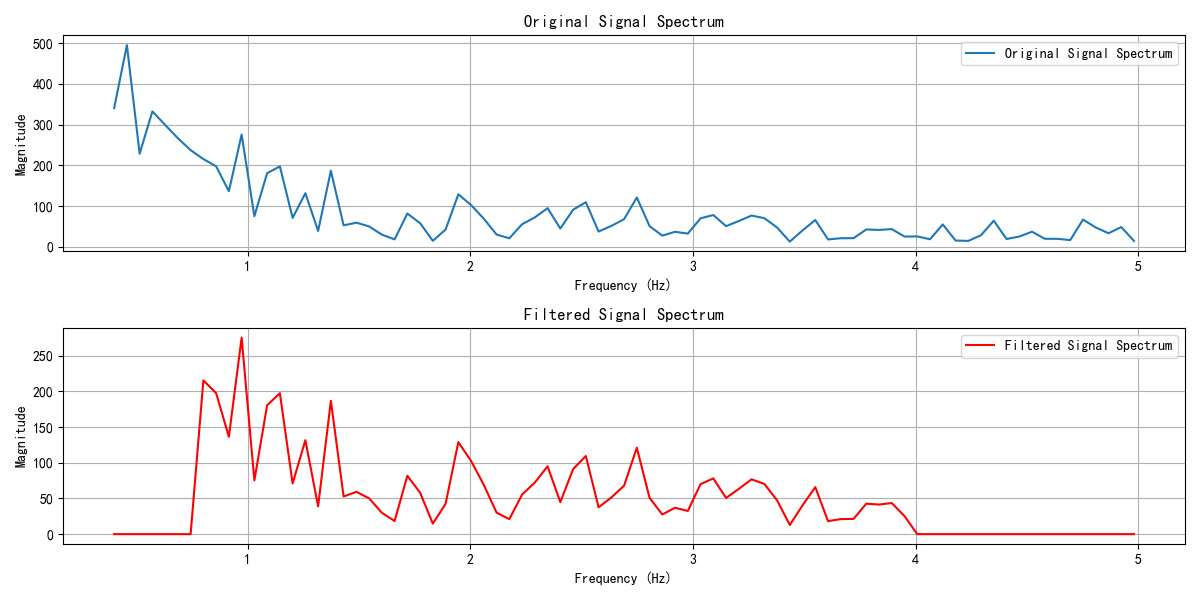 Original Signal Spectrum
Original Signal Spectrum
Magnitude
500
400
300
200
100
0
1
2
3
4
5
Frequency (Hz)
Filtered Signal Spectrum
Filtered Signal Spectrum
Magnitude
250
200
150
100
50
0
1
2
3
4
5
Frequency (Hz)